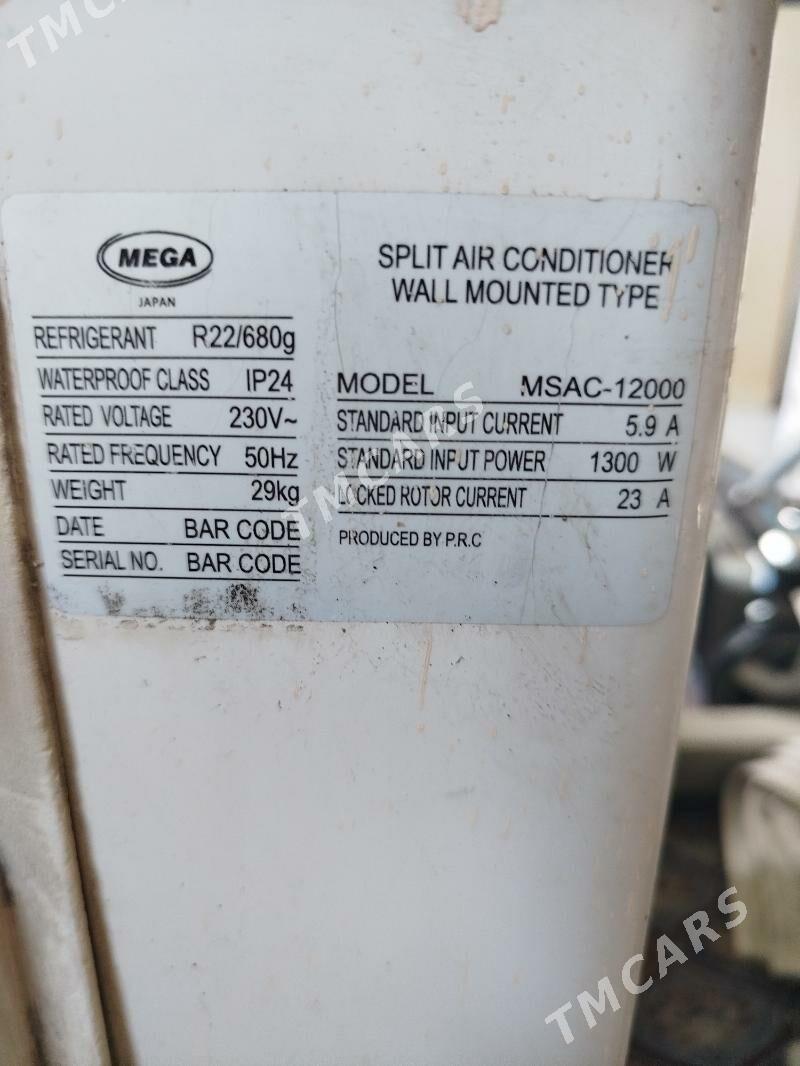 TMCARS
MEGA
JAPAN
SPLIT AIR CONDITIONER
WALL MOUNTED TYPE
REFRIGERANT R22/680g
WATERPROOF CLASS IP24
RATED VOLTAGE 230V~
RATED FREQUENCY 50Hz
WEIGHT 29kg
DATE BAR CODE
SERIAL NO. BAR CODE
MODEL MSAC-12000
STANDARD INPUT CURRENT 5.9 A
STANDARD INPUT POWER 1300 W
LOCKED ROTOR CURRENT 23 A
PRODUCED BY P.R.C
TMCARS
TMCARS